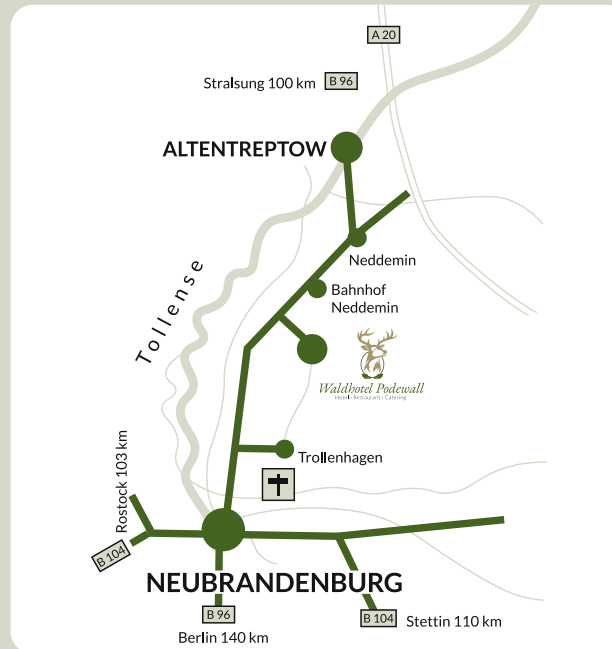 A 20
Stralsung 100 km
B 96
ALTENTREPTOW
Neddemin
Tollense
Bahnhof
Neddemin
Waldhotel Podewall
Hotel • Restaurant • Catering
Trollenhagen
Rostock 103 km
B 104
NEUBRANDENBURG
B 96
Berlin 140 km
B 104
Stettin 110 km